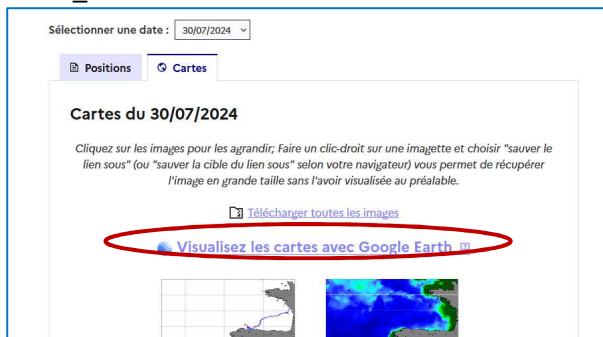 Sélectionner une date : 30/07/2024
Positions Cartes
Cartes du 30/07/2024
Cliquez sur les images pour les agrandir; Faire un clic-droit sur une imagette et choisir "sauver le
lien sous" (ou "sauver la cible du lien sous" selon votre navigateur) vous permet de récupérer
l'image en grande taille sans l'avoir visualisée au préalable.
Télécharger toutes les images
Visualisez les cartes avec Google Earth